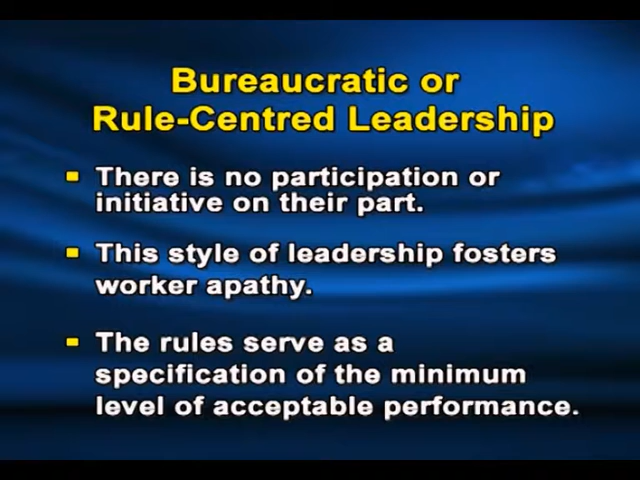 Bureaucratic or
Rule-Centred Leadership
There is no participation or
initiative on their part.
This style of leadership fosters
worker apathy.
The rules serve as a
specification of the minimum
level of acceptable performance.